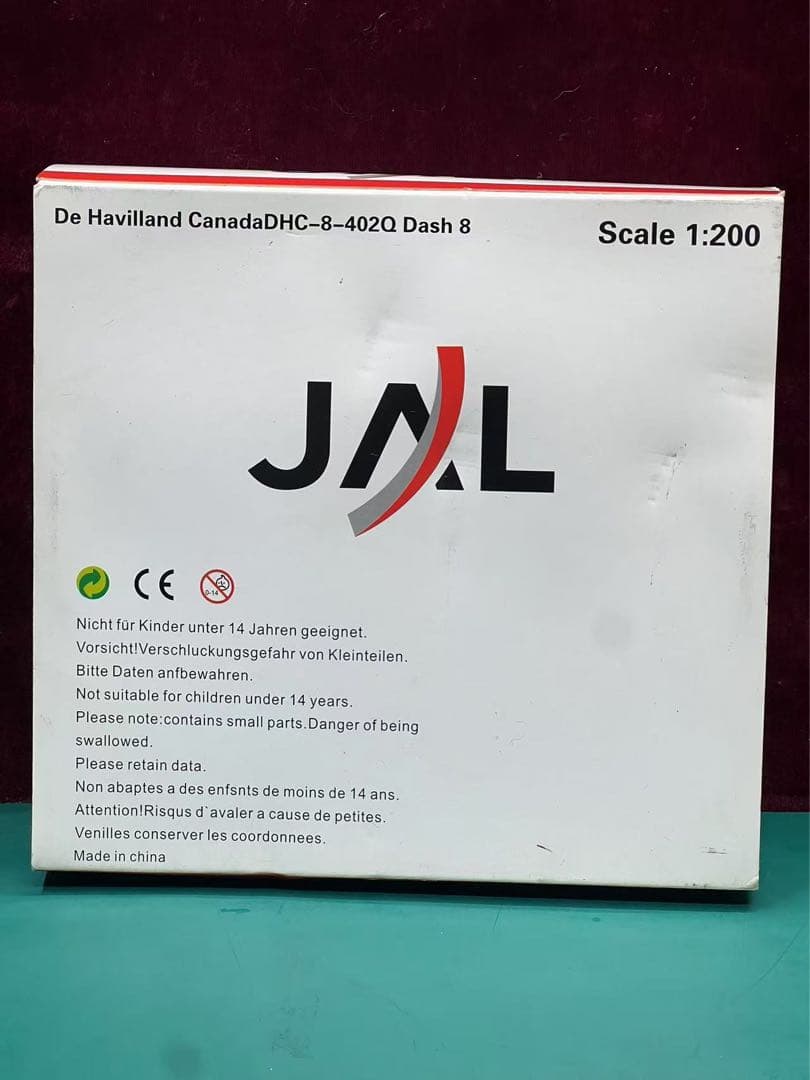 De Havilland CanadaDHC-8-402Q Dash 8
Scale 1:200
JAL
CE
0-14
Nicht für Kinder unter 14 Jahren geeignet.
Vorsicht!Verschluckungsgefahr von Kleinteilen.
Bitte Daten anfbewahren.
Not suitable for children under 14 years.
Please note:contains small parts.Danger of being
swallowed.
Please retain data.
Non abaptes a des enfsnts de moins de 14 ans.
Attention!Risqus d`avaler a cause de petites.
Venilles conserver les coordonnees.
Made in china